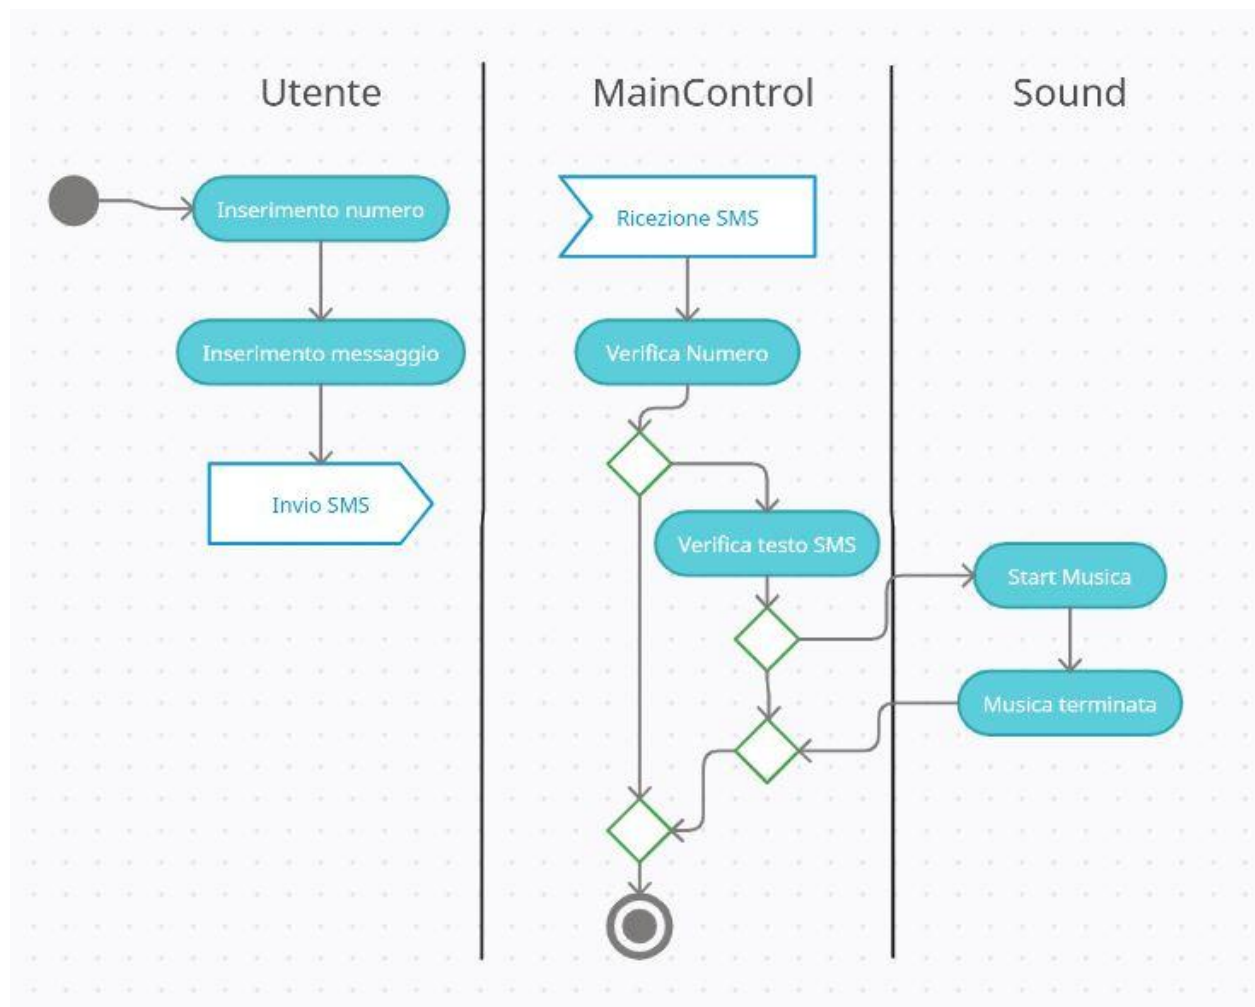 Utente
MainControl
Sound
Inserimento numero
Ricezione SMS
Inserimento messaggio
Verifica Numero
Invio SMS
Verifica testo SMS
Start Musica
Musica terminata